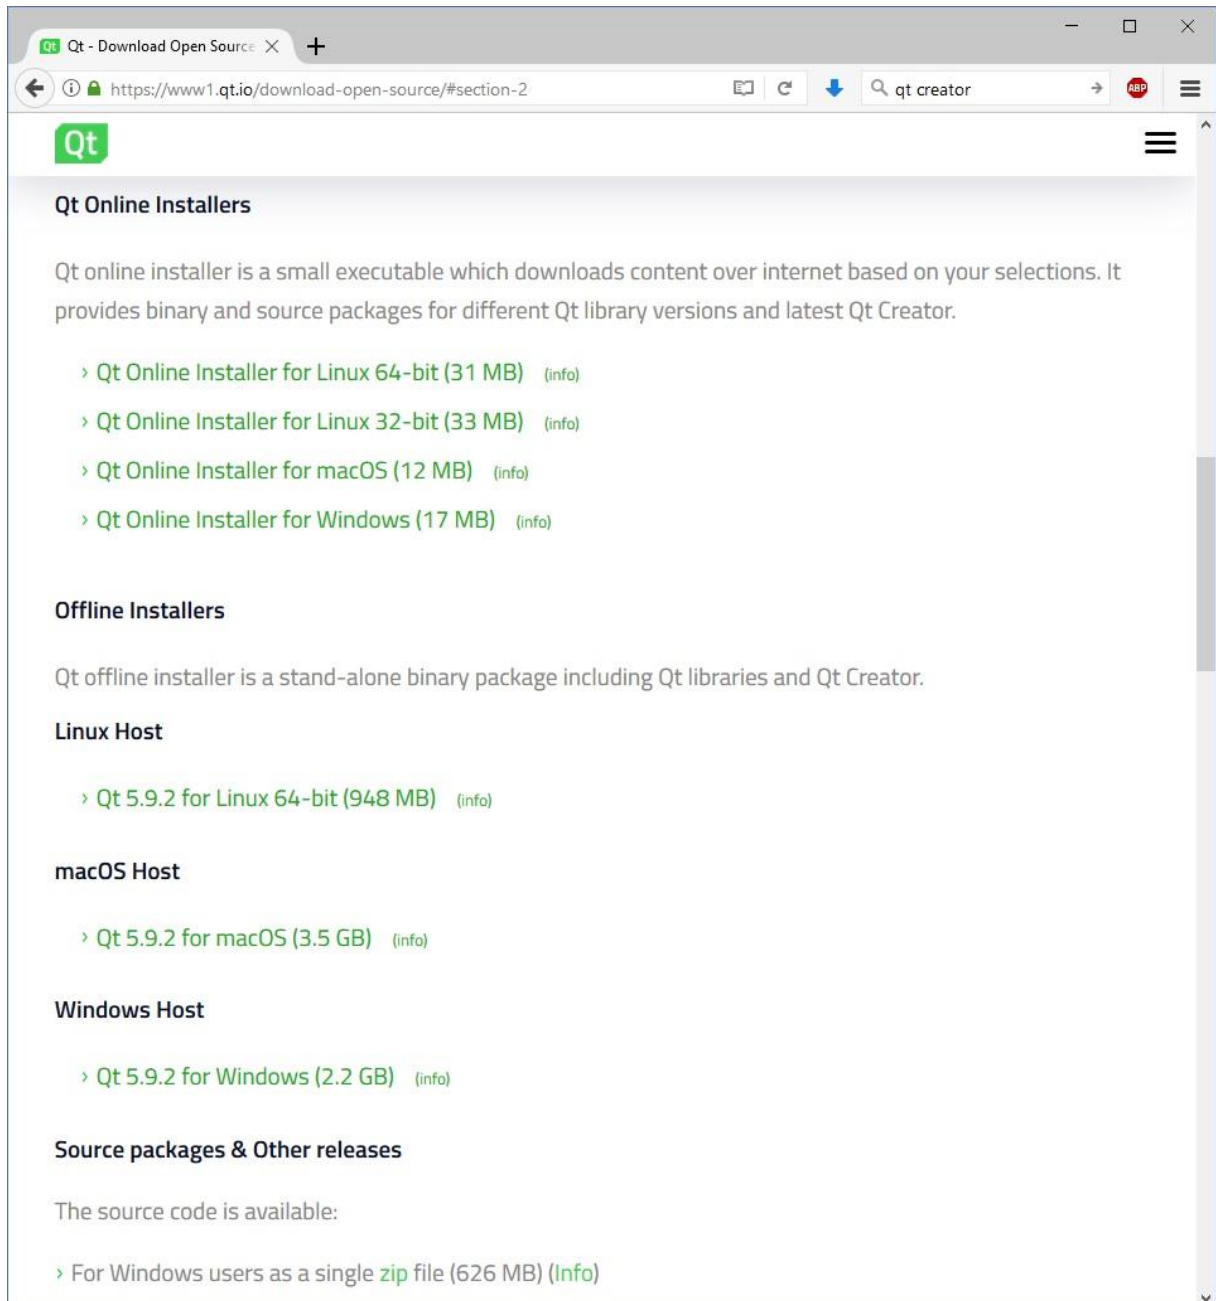 Qt Qt - Download Open Source
https://www1.qt.io/download-open-source/#section-2 qt creator ABP
Qt
Qt Online Installers
Qt online installer is a small executable which downloads content over internet based on your selections. It
provides binary and source packages for different Qt library versions and latest Qt Creator.
› Qt Online Installer for Linux 64-bit (31 MB) (info)
› Qt Online Installer for Linux 32-bit (33 MB) (info)
› Qt Online Installer for macOS (12 MB) (info)
› Qt Online Installer for Windows (17 MB) (info)
Offline Installers
Qt offline installer is a stand-alone binary package including Qt libraries and Qt Creator.
Linux Host
› Qt 5.9.2 for Linux 64-bit (948 MB) (info)
macOS Host
› Qt 5.9.2 for macOS (3.5 GB) (info)
Windows Host
› Qt 5.9.2 for Windows (2.2 GB) (info)
Source packages & Other releases
The source code is available:
› For Windows users as a single zip file (626 MB) (Info)